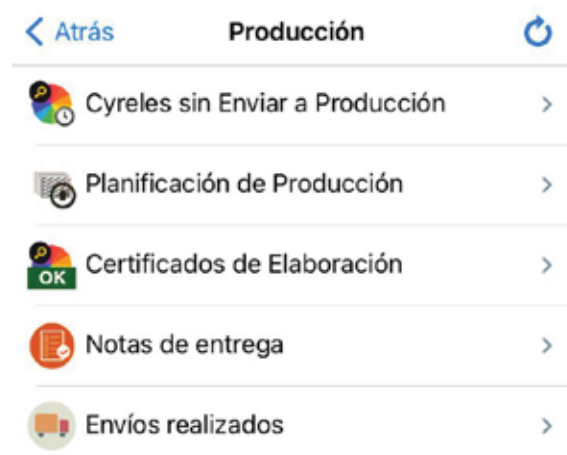 Atrás
Producción
Cyreles sin Enviar a Producción
Planificación de Producción
OK
Certificados de Elaboración
Notas de entrega
Envíos realizados